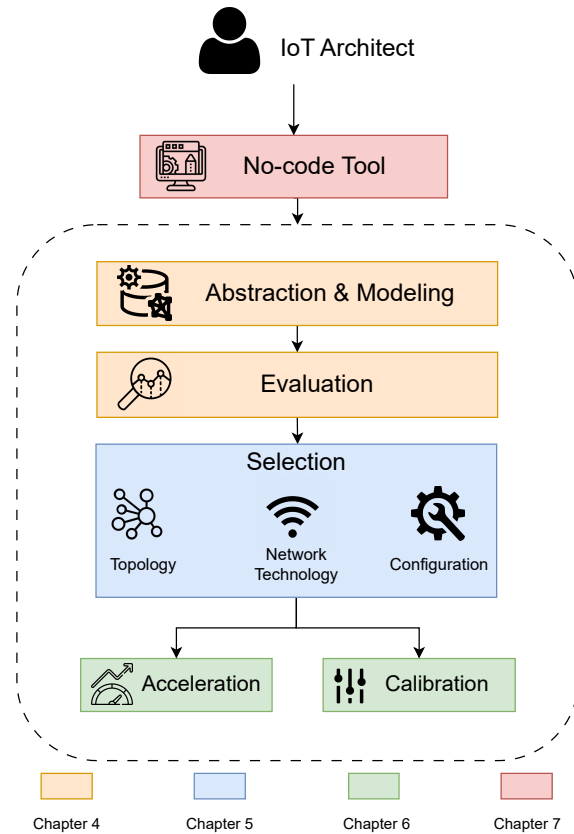 IoT Architect
No-code Tool
Abstraction & Modeling
Evaluation
Selection
Topology
Network
Technology
Configuration
Acceleration
Calibration
Chapter 4
Chapter 5
Chapter 6
Chapter 7